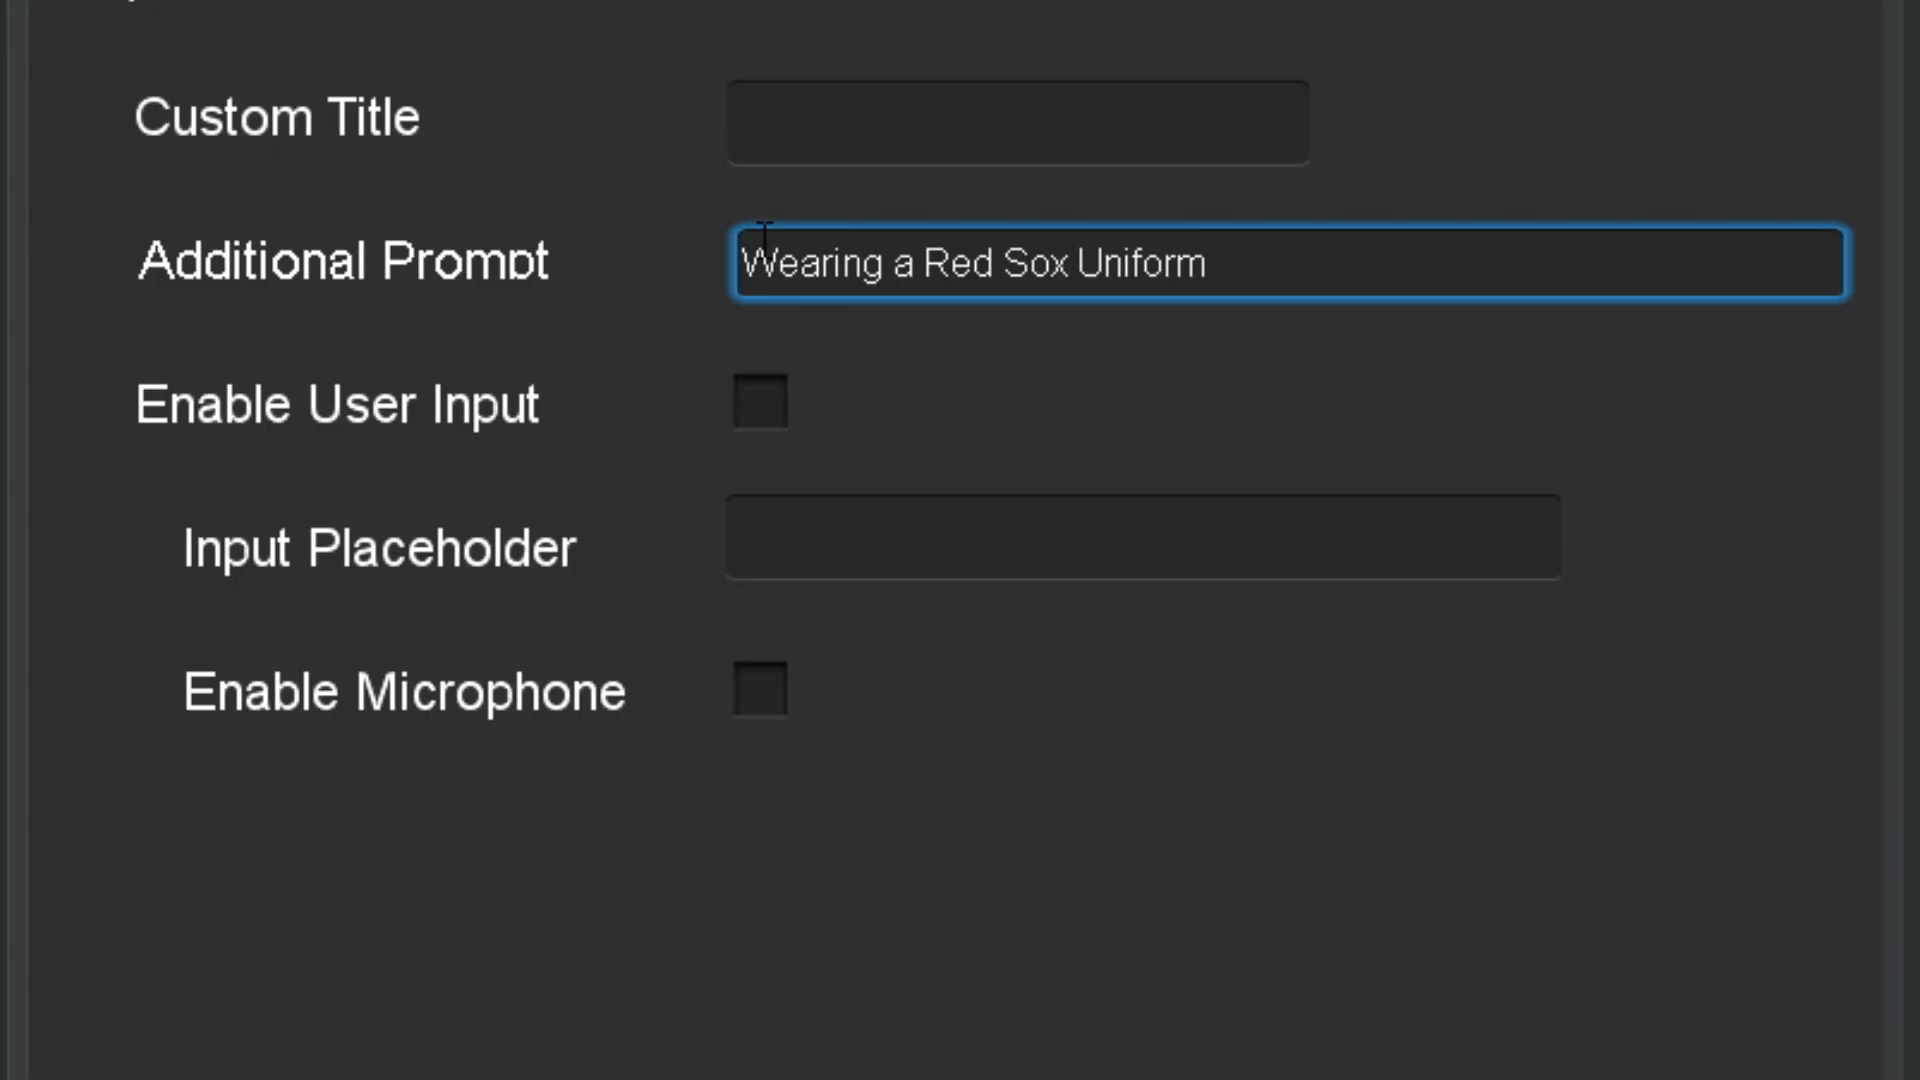 Custom Title
Additional Prompt
Wearing a Red Sox Uniform
Enable User Input
Input Placeholder
Enable Microphone